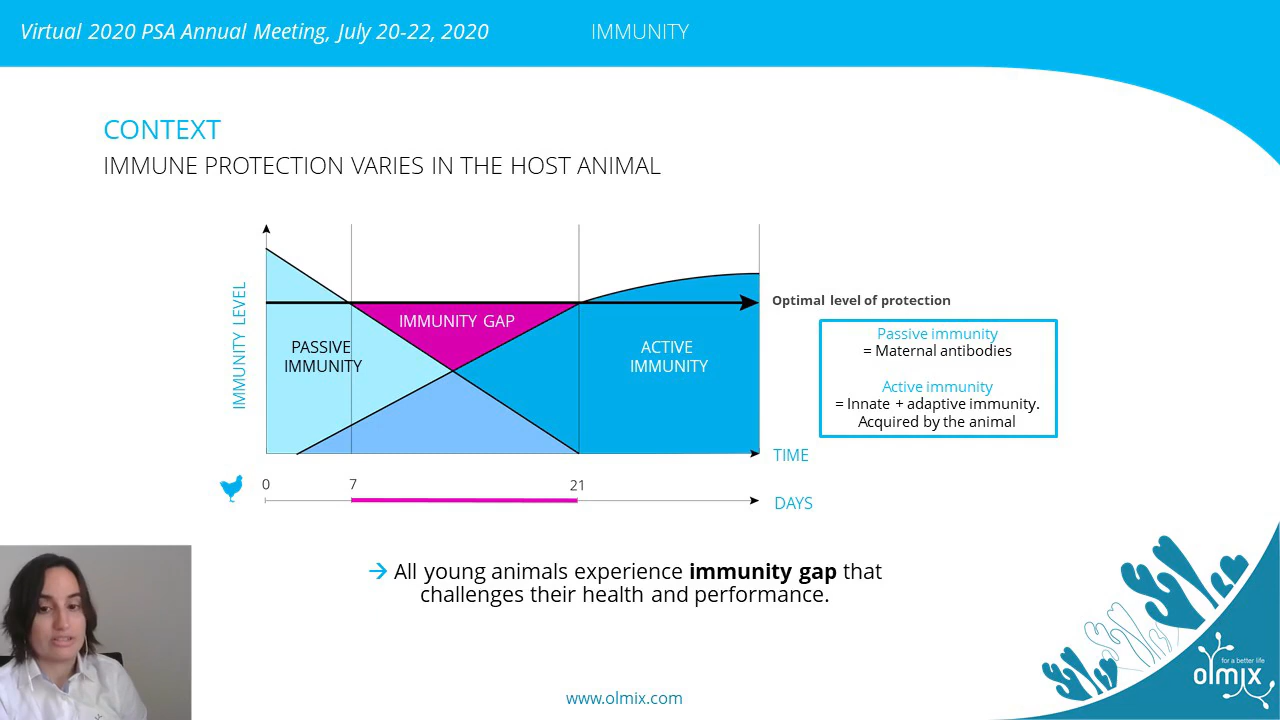 Virtual 2020 PSA Annual Meeting, July 20-22, 2020
IMMUNITY
CONTEXT
IMMUNE PROTECTION VARIES IN THE HOST ANIMAL
IMMUNITY LEVEL
PASSIVE
IMMUNITY
IMMUNITY GAP
ACTIVE
IMMUNITY
Optimal level of protection
Passive immunity
= Maternal antibodies
Active immunity
= Innate + adaptive immunity.
Acquired by the animal
TIME
0 7 21
DAYS
→ All young animals experience immunity gap that
challenges their health and performance.
for a better life
olmix
www.olmix.com